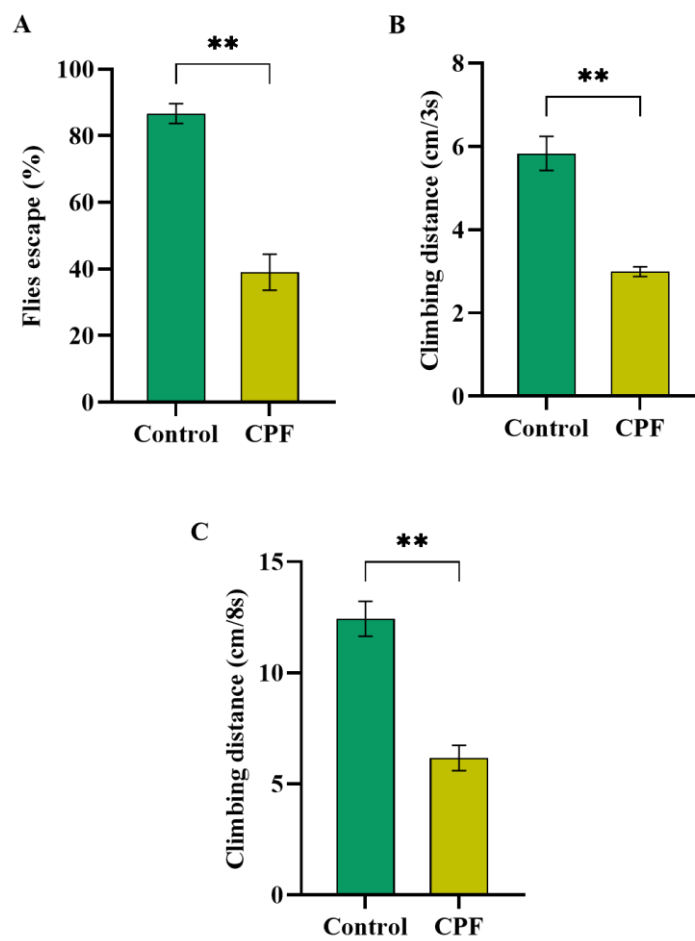 A
**
Flies escape (%)
100
80
60
40
20
0
Control CPF
B
**
Climbing distance (cm/3s)
8
6
4
2
0
Control CPF
C
**
Climbing distance (cm/8s)
15
10
5
0
Control CPF